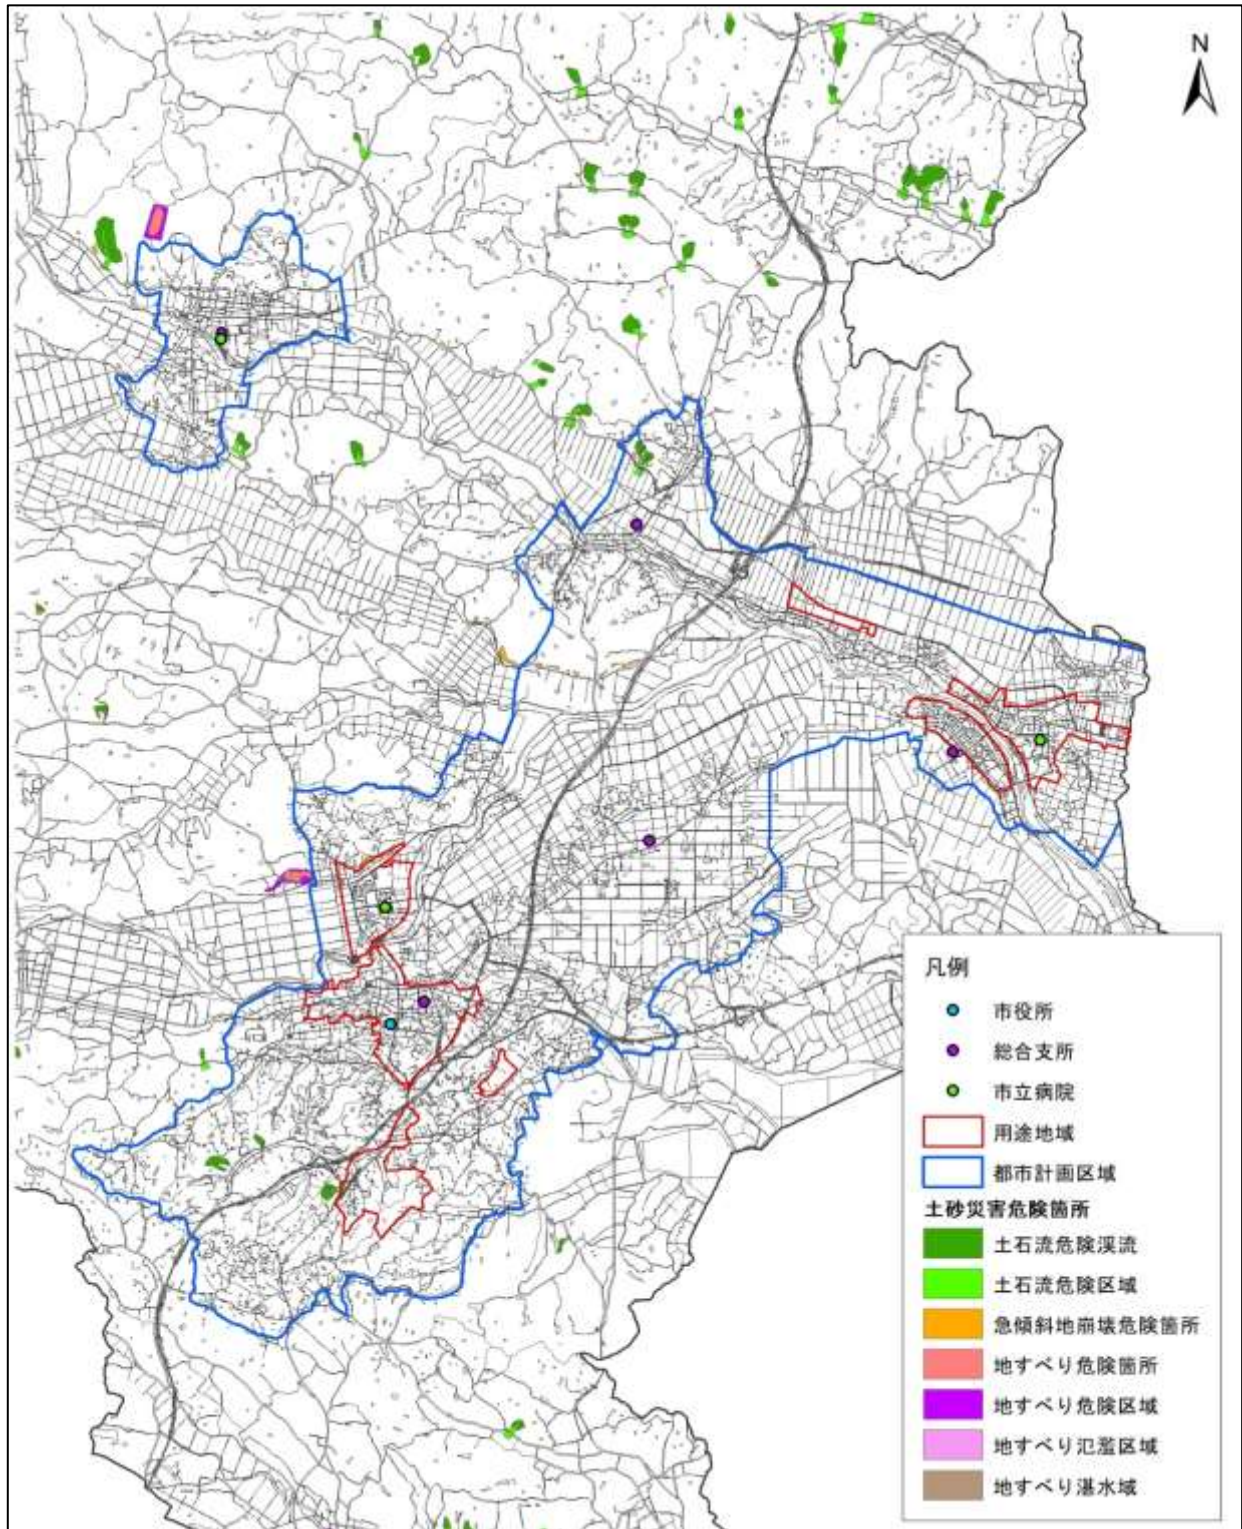 N
凡例
市役所
総合支所
市立病院
用途地域
都市計画区域
土砂災害危険箇所
土石流危険渓流
土石流危険区域
急傾斜地崩壊危険箇所
地すべり危険箇所
地すべり危険区域
地すべり氾濫区域
地すべり湛水域